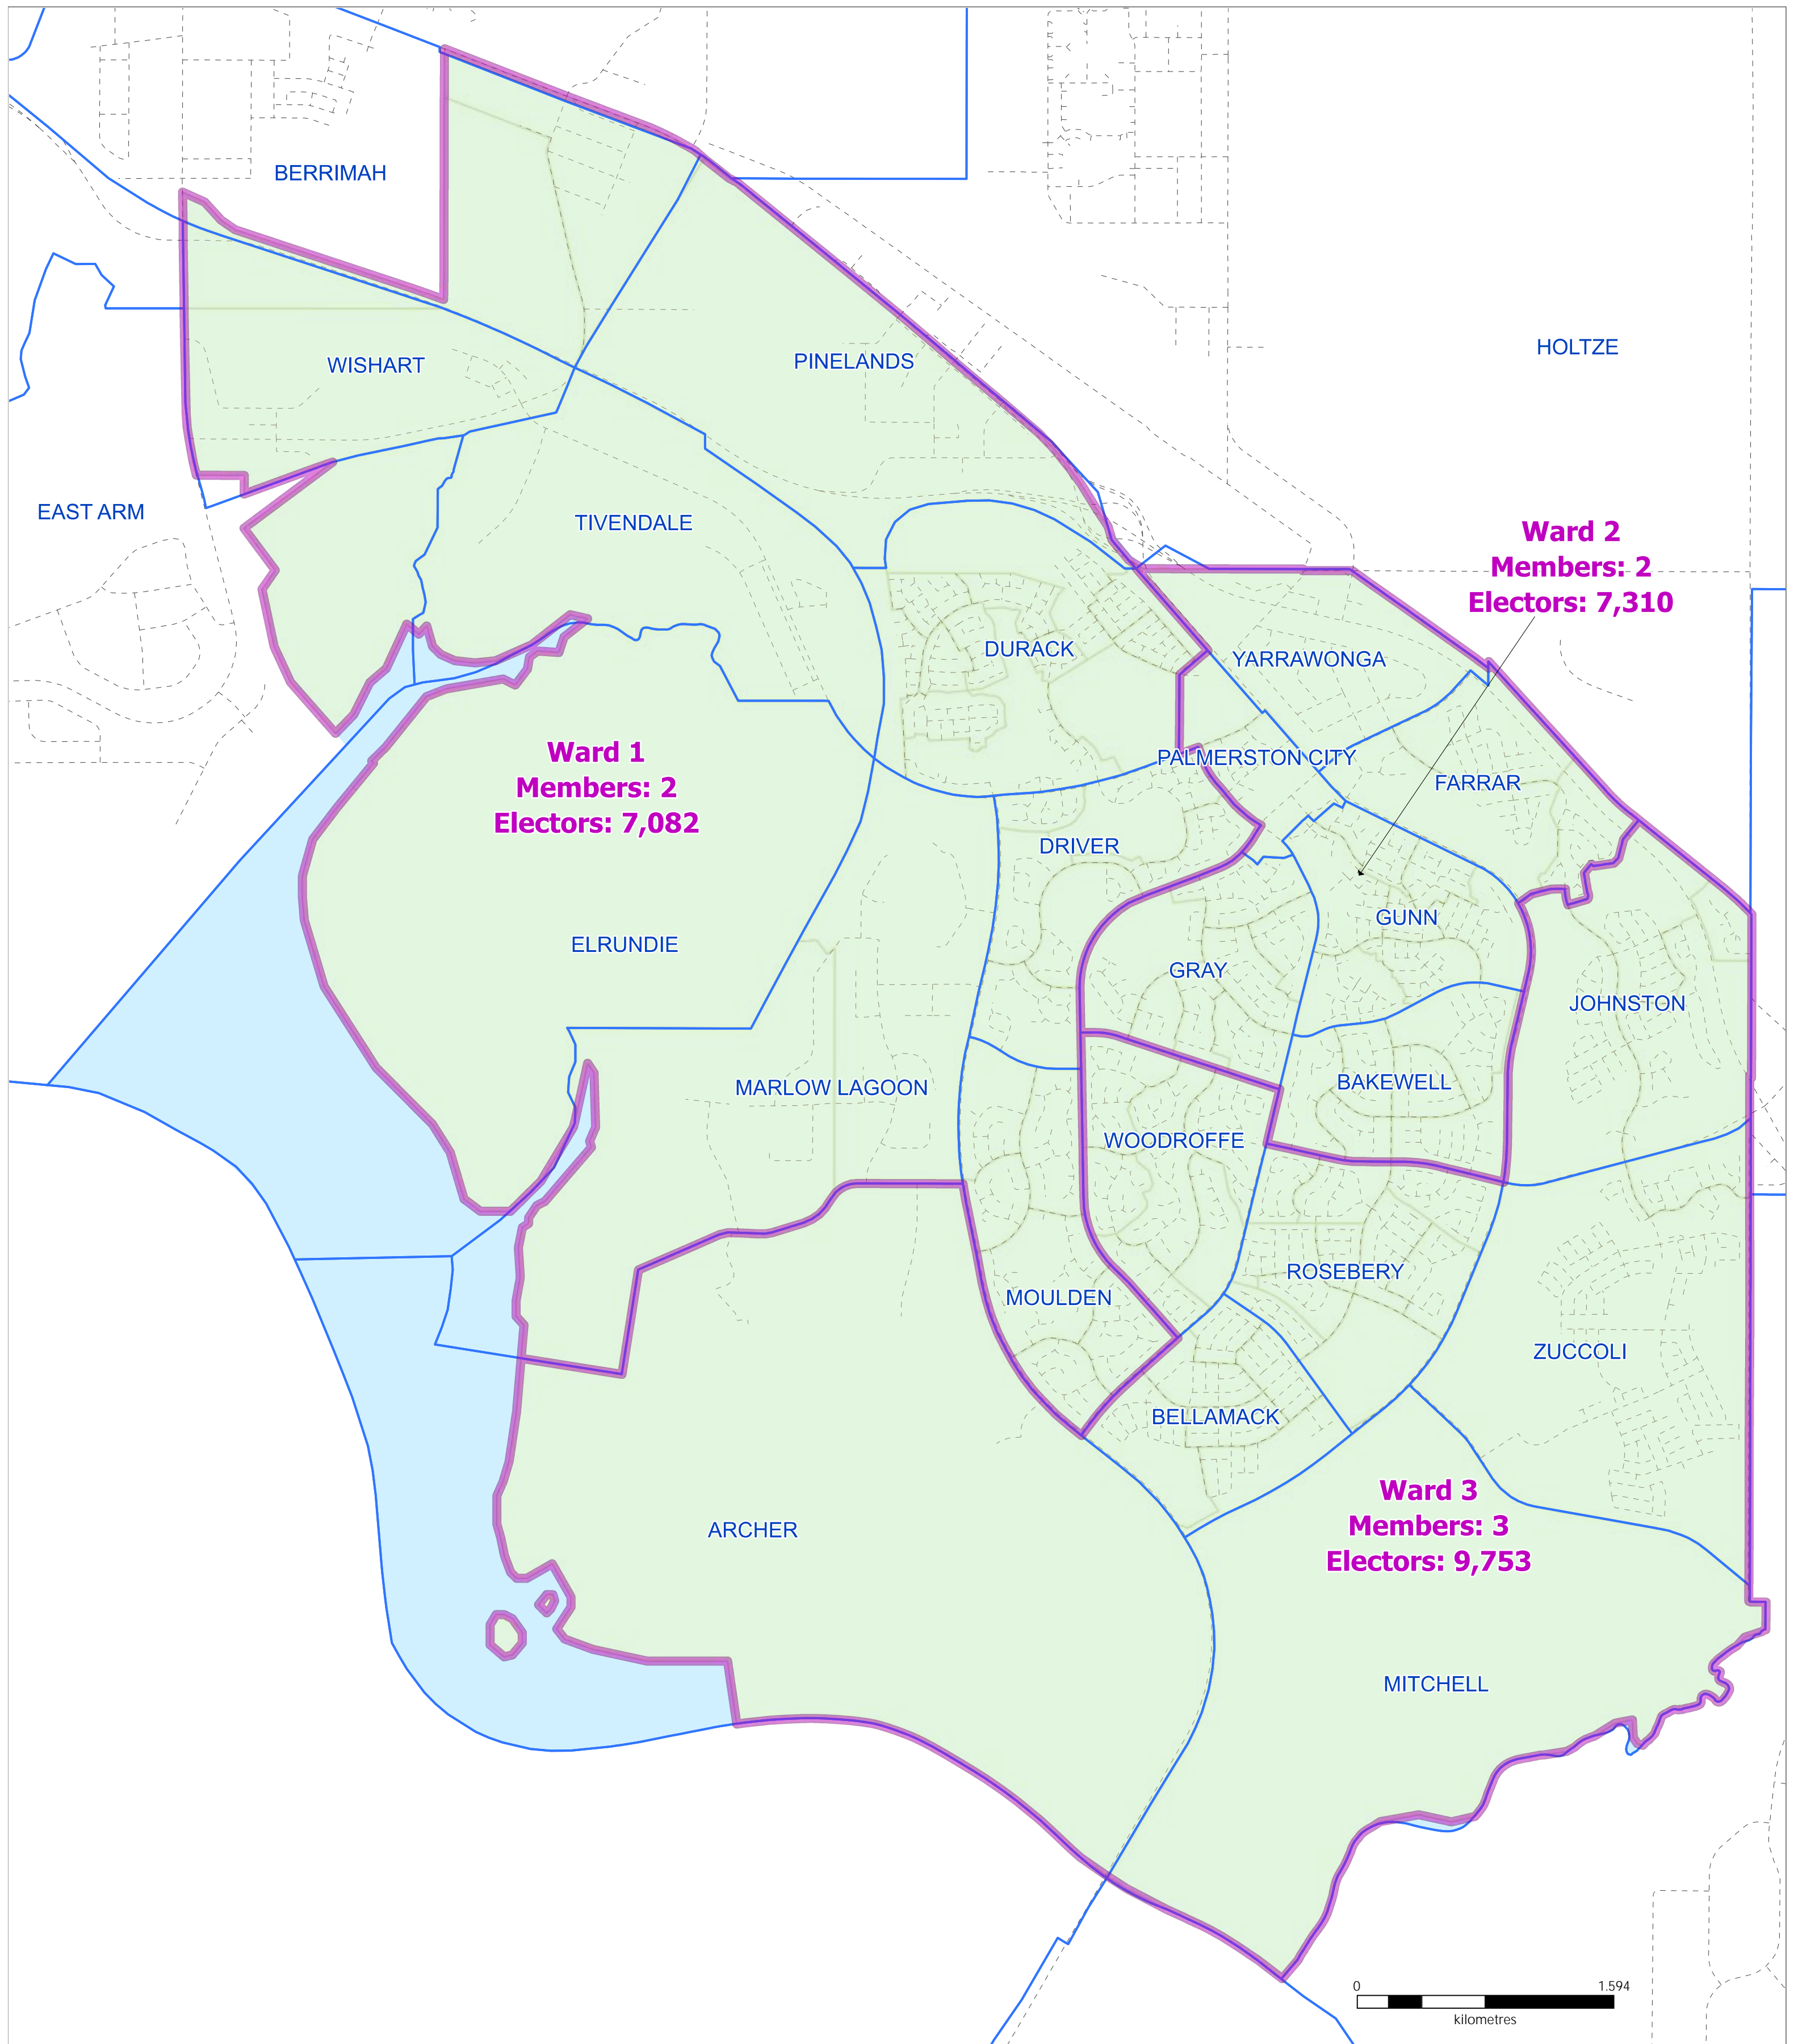 BERRIMAH
HOLTZE
PINELANDS
WISHART
EAST ARM
TIVENDALE
Ward 2
Members: 2
Electors: 7,310
DURACK
YARRAWONGA
Ward 1
Members: 2
Electors: 7,082
PALMERSTON CITY
FARRAR
DRIVER
GUNN
ELRUNDIE
GRAY
JOHNSTON
MARLOW LAGOON
BAKEWELL
WOODROFFE
ROSEBERY
MOULDEN
ZUCCOLI
BELLAMACK
Ward 3
Members: 3
Electors: 9,753
ARCHER
MITCHELL
0 1.594
kilometres